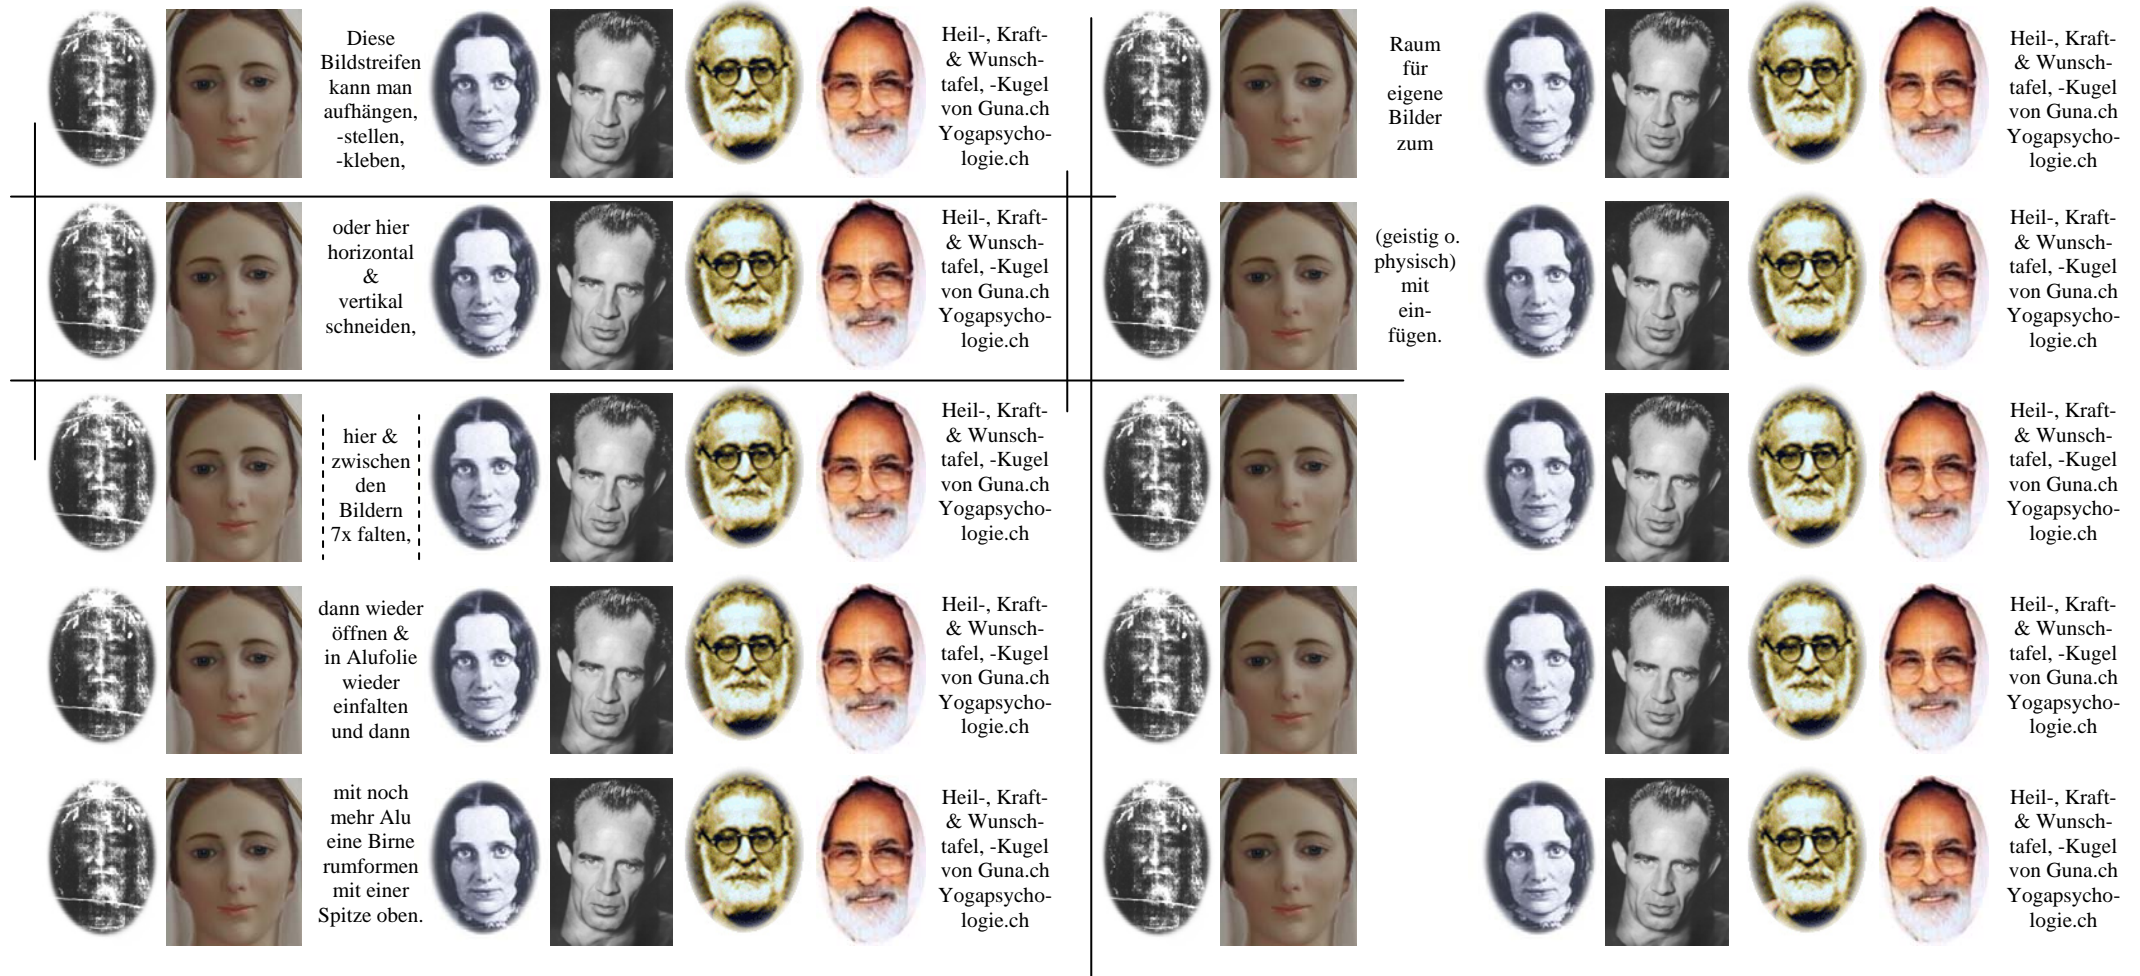 Diese
Bildstreifen
kann man
aufhängen,
-stellen,
-kleben,
Heil-, Kraft-
& Wunsch-
tafel, -Kugel
von Guna.ch
Yogapsycho-
logie.ch
Raum
für
eigene
Bilder
zum
Heil-, Kraft-
& Wunsch-
tafel, -Kugel
von Guna.ch
Yogapsycho-
logie.ch
oder hier
horizontal
&
vertikal
schneiden,
Heil-, Kraft-
& Wunsch-
tafel, -Kugel
von Guna.ch
Yogapsycho-
logie.ch
(geistig o.
physisch)
mit
ein-
fügen.
Heil-, Kraft-
& Wunsch-
tafel, -Kugel
von Guna.ch
Yogapsycho-
logie.ch
hier &
zwischen
den
Bildern
7x falten,
Heil-, Kraft-
& Wunsch-
tafel, -Kugel
von Guna.ch
Yogapsycho-
logie.ch
Heil-, Kraft-
& Wunsch-
tafel, -Kugel
von Guna.ch
Yogapsycho-
logie.ch
dann wieder
öffnen &
in Alufolie
wieder
einfalten
und dann
Heil-, Kraft-
& Wunsch-
tafel, -Kugel
von Guna.ch
Yogapsycho-
logie.ch
Heil-, Kraft-
& Wunsch-
tafel, -Kugel
von Guna.ch
Yogapsycho-
logie.ch
mit noch
mehr Alu
eine Birne
rumformen
mit einer
Spitze oben.
Heil-, Kraft-
& Wunsch-
tafel, -Kugel
von Guna.ch
Yogapsycho-
logie.ch
Heil-, Kraft-
& Wunsch-
tafel, -Kugel
von Guna.ch
Yogapsycho-
logie.ch